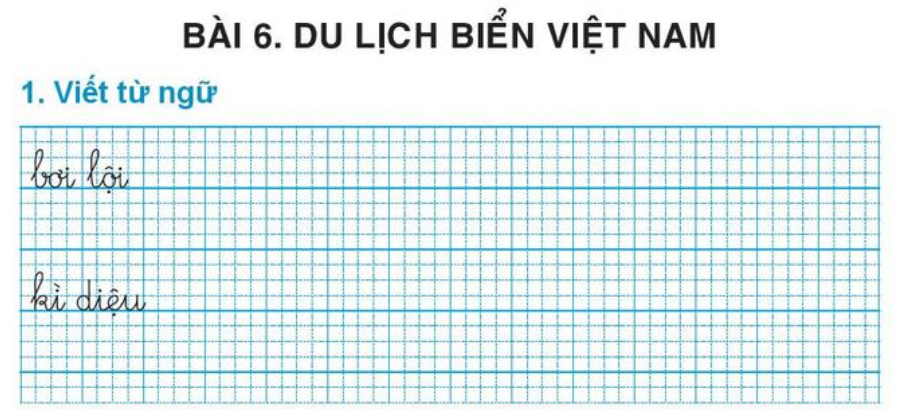 BÀI 6. DU LỊCH BIỂN VIỆT NAM
1. Viết từ ngữ
bơi lội
kì diệu